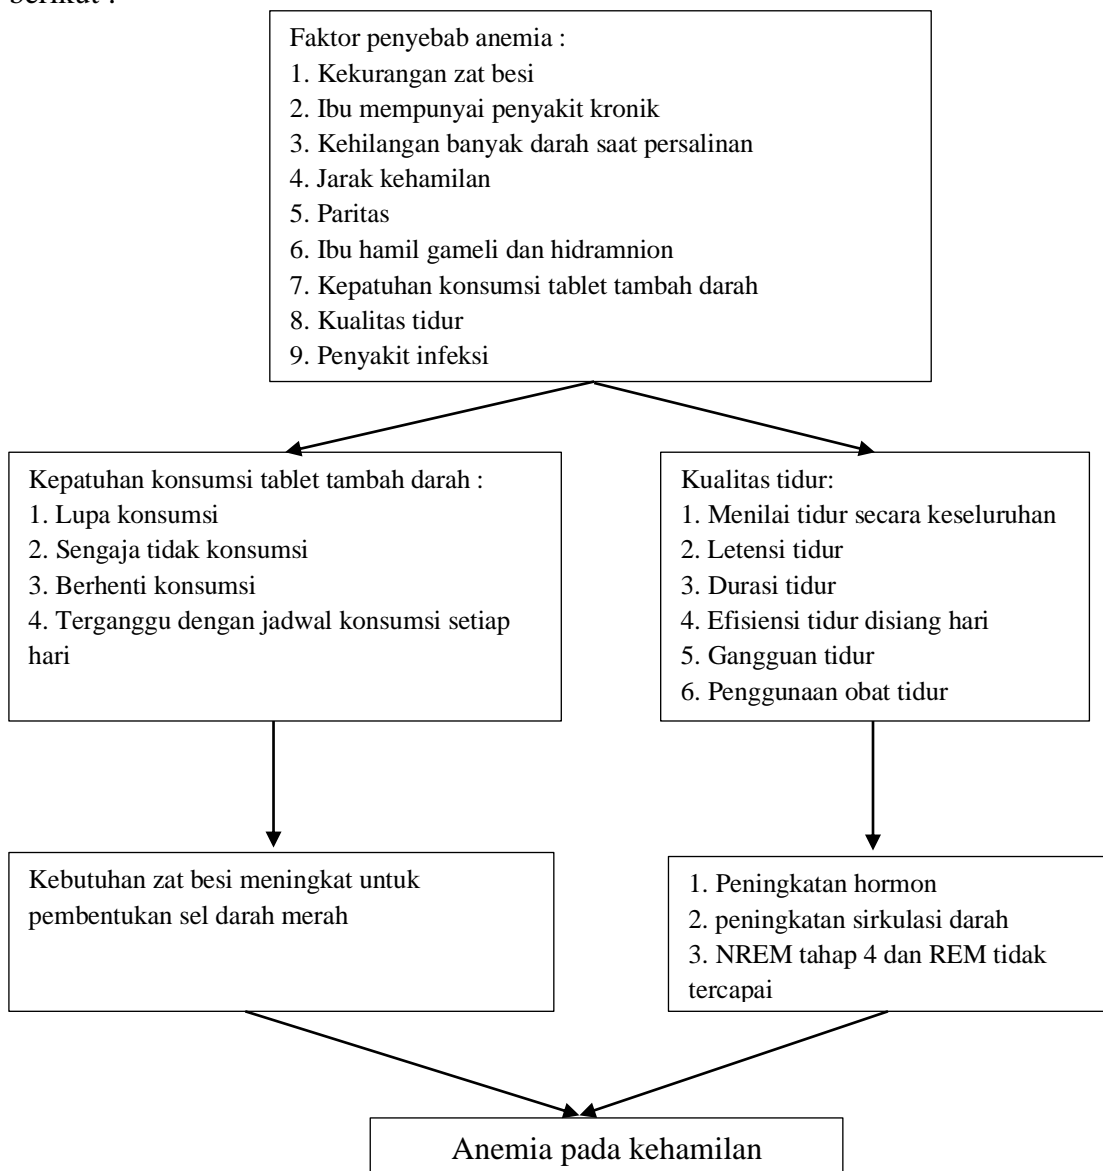 berikut :
Faktor penyebab anemia :
1. Kekurangan zat besi
2. Ibu mempunyai penyakit kronik
3. Kehilangan banyak darah saat persalinan
4. Jarak kehamilan
5. Paritas
6. Ibu hamil gameli dan hidramnion
7. Kepatuhan konsumsi tablet tambah darah
8. Kualitas tidur
9. Penyakit infeksi
Kepatuhan konsumsi tablet tambah darah :
1. Lupa konsumsi
2. Sengaja tidak konsumsi
3. Berhenti konsumsi
4. Terganggu dengan jadwal konsumsi setiap
hari
Kualitas tidur:
1. Menilai tidur secara keseluruhan
2. Letensi tidur
3. Durasi tidur
4. Efisiensi tidur disiang hari
5. Gangguan tidur
6. Penggunaan obat tidur
Kebutuhan zat besi meningkat untuk
pembentukan sel darah merah
1. Peningkatan hormon
2. peningkatan sirkulasi darah
3. NREM tahap 4 dan REM tidak
tercapai
Anemia pada kehamilan